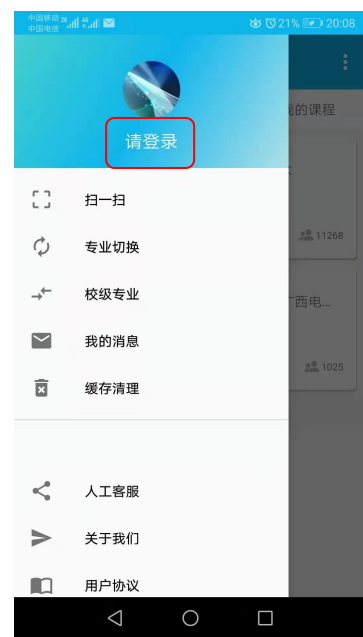 中国移动 2G 4G
中国电信
21% 20:08
请登录
我的课程
扫一扫
11268
专业切换
校级专业
广西电...
我的消息
1025
缓存清理
人工客服
关于我们
用户协议